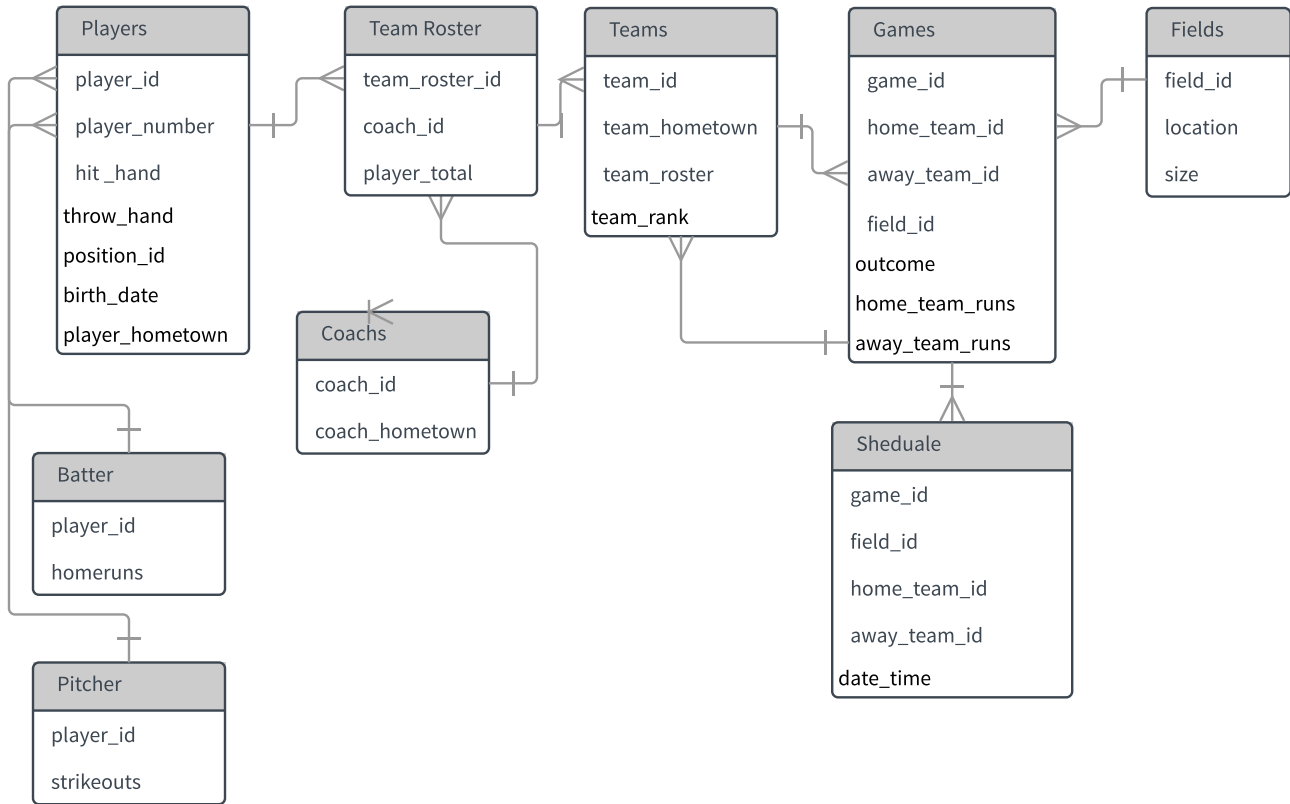 Players
player_id
player_number
hit _hand
throw_hand
position_id
birth_date
player_hometown
Team Roster
team_roster_id
coach_id
player_total
Teams
team_id
team_hometown
team_roster
team_rank
Games
game_id
home_team_id
away_team_id
field_id
outcome
home_team_runs
away_team_runs
Fields
field_id
location
size
Coachs
coach_id
coach_hometown
Batter
player_id
homeruns
Sheduale
game_id
field_id
home_team_id
away_team_id
date_time
Pitcher
player_id
strikeouts